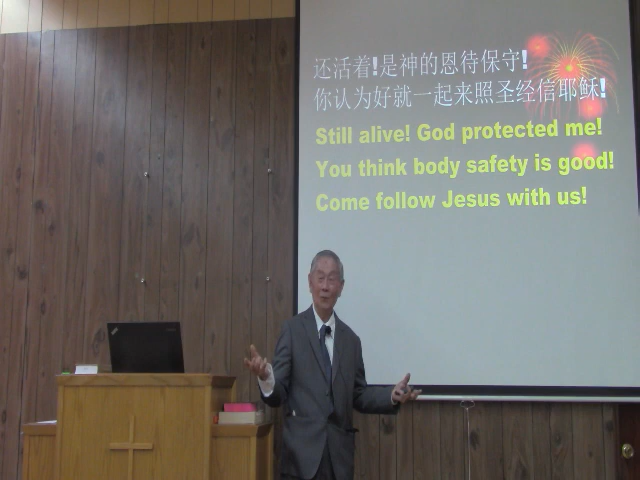 还活着!是神的恩待保守!
你认为好就一起来照圣经信耶稣!
Still alive! God protected me!
You think body safety is good!
Come follow Jesus with us!